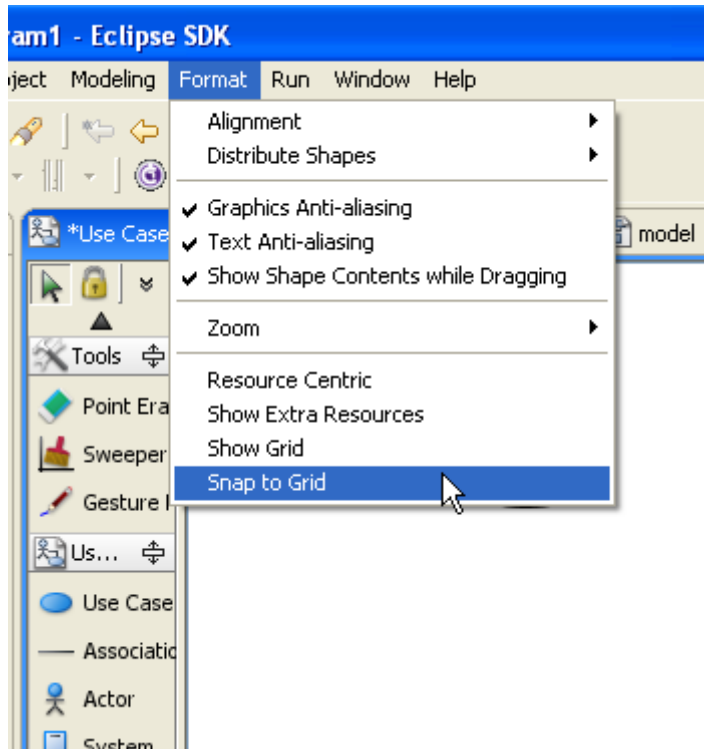 ram1 - Eclipse SDK
ject Modeling Format Run Window Help
Alignment
Distribute Shapes
Graphics Anti-aliasing
Text Anti-aliasing
Show Shape Contents while Dragging
Zoom
Resource Centric
Show Extra Resources
Show Grid
Snap to Grid
*Use Case
model
Tools
Point Era
Sweeper
Gesture
Us...
Use Case
Associatio
Actor
System